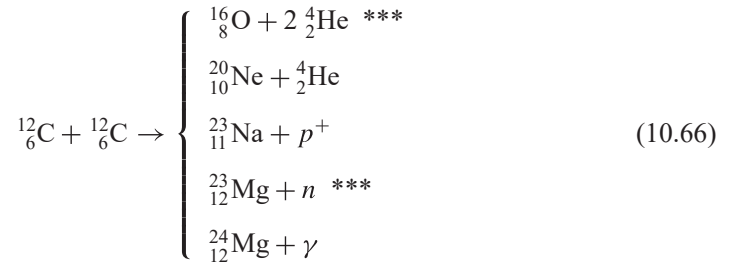 ¹⁶₈O + 2 ⁴₂He ***
²⁰₁₀Ne + ⁴₂He
¹²₆C + ¹²₆C → { ²³₁₁Na + p⁺ (10.66)
²³₁₂Mg + n ***
²⁴₁₂Mg + γ